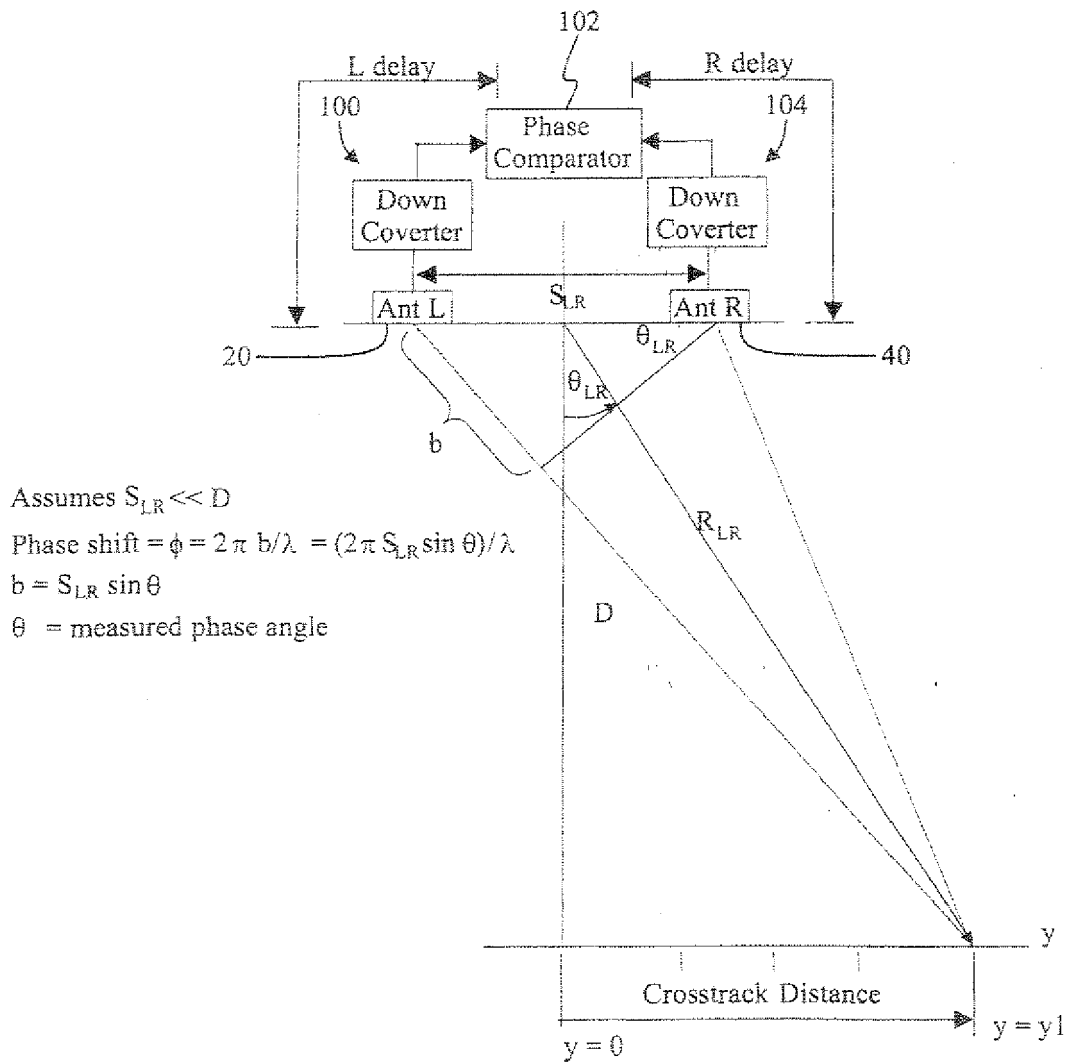 102
L delay
R delay
100
104
Phase
Comparator
Down
Coverter
Down
Coverter
S_LR
Ant L
Ant R
20
40
θ_LR
θ_LR
b
Assumes S_LR << D
Phase shift = ϕ = 2 π b/λ = (2π S_LR sin θ)/λ
b = S_LR sin θ
θ = measured phase angle
R_LR
D
y
Crosstrack Distance
y = 0
y = y1